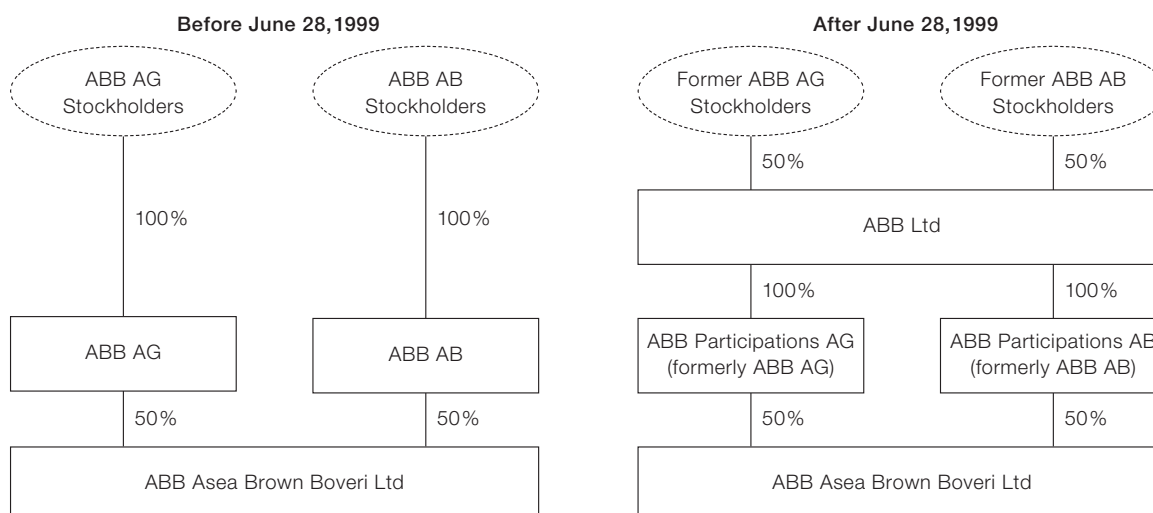 Before June 28,1999
ABB AG
Stockholders
ABB AB
Stockholders
100%
100%
ABB AG
ABB AB
50%
50%
ABB Asea Brown Boveri Ltd
After June 28,1999
Former ABB AG
Stockholders
Former ABB AB
Stockholders
50%
50%
ABB Ltd
100%
100%
ABB Participations AG
(formerly ABB AG)
ABB Participations AB
(formerly ABB AB)
50%
50%
ABB Asea Brown Boveri Ltd